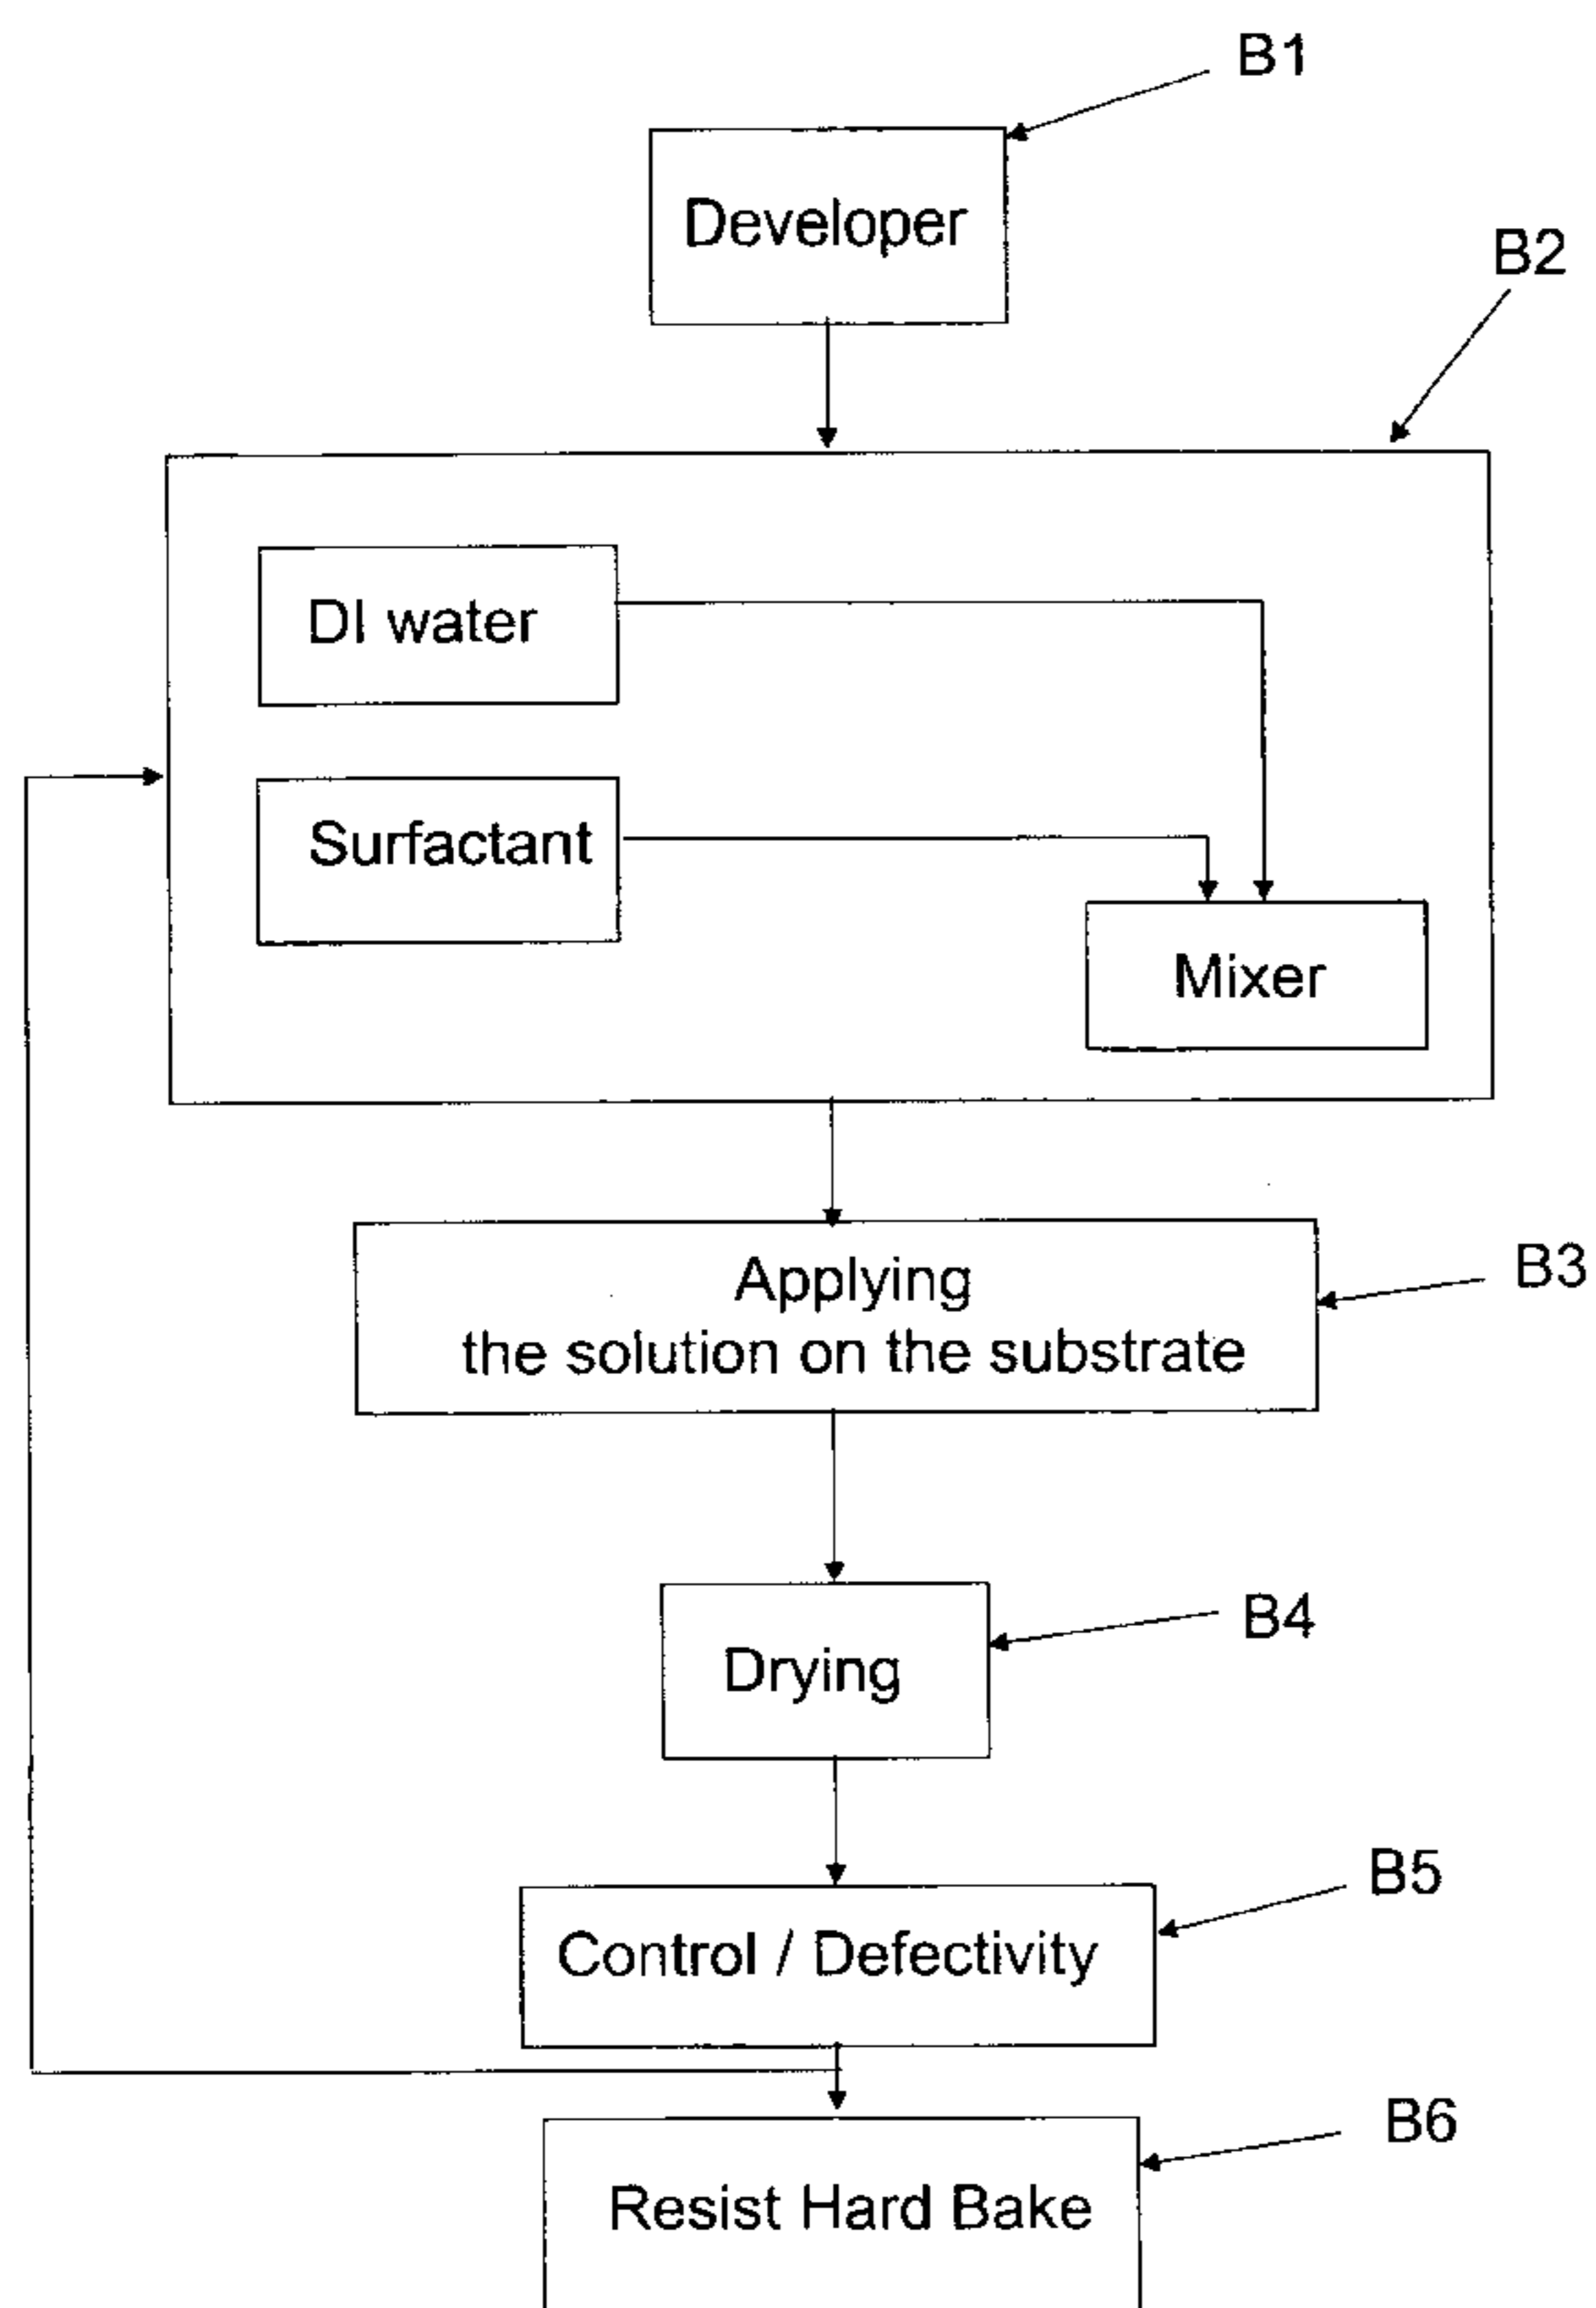 B1
Developer
B2
DI water
Surfactant
Mixer
Applying
the solution on the substrate
B3
B4
Drying
B5
Control / Defectivity
B6
Resist Hard Bake